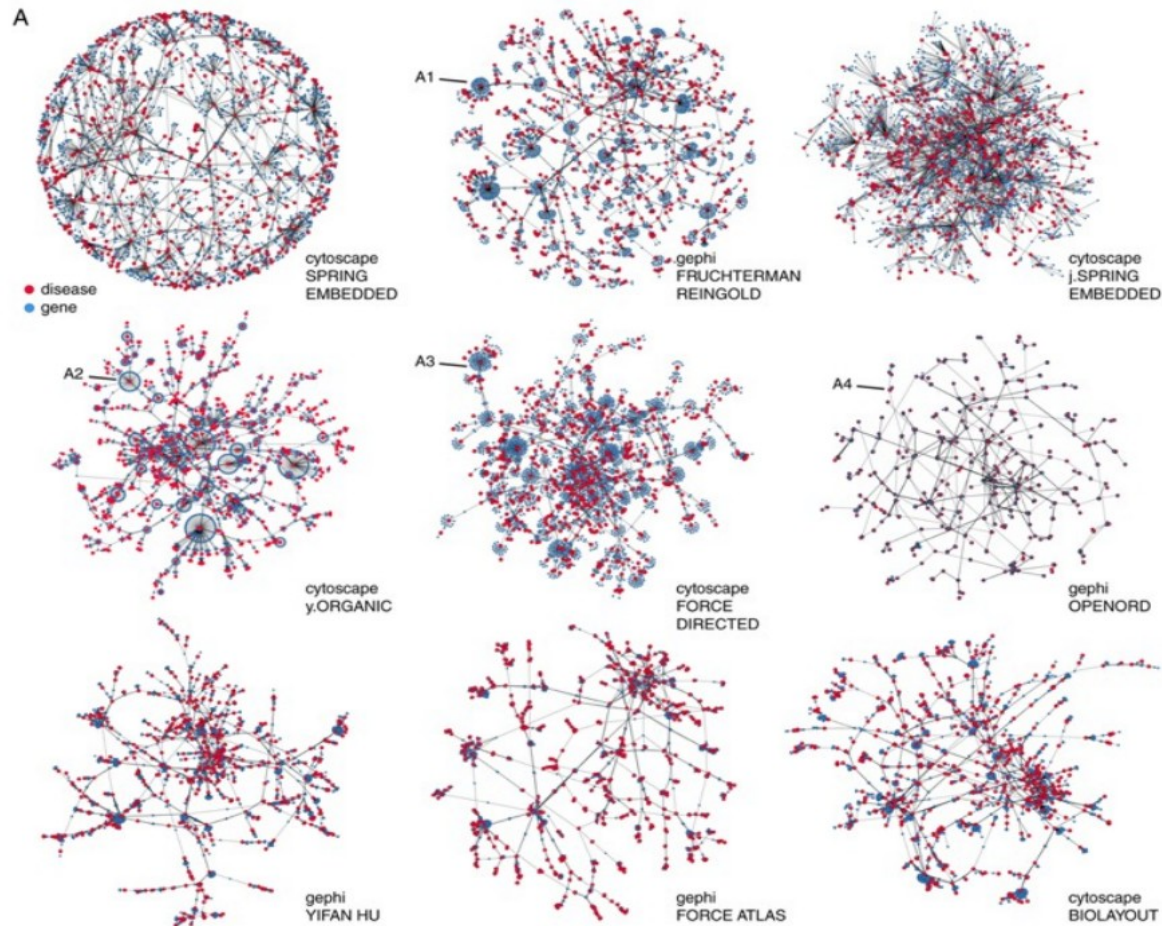 A
A1
cytoscape
SPRING
EMBEDDED
gephi
FRUCHTERMAN
REINGOLD
cytoscape
j.SPRING
EMBEDDED
disease
gene
A2
A3
A4
cytoscape
y.ORGANIC
cytoscape
FORCE
DIRECTED
gephi
OPENORD
gephi
YIFAN HU
gephi
FORCE ATLAS
cytoscape
BIOLAYOUT